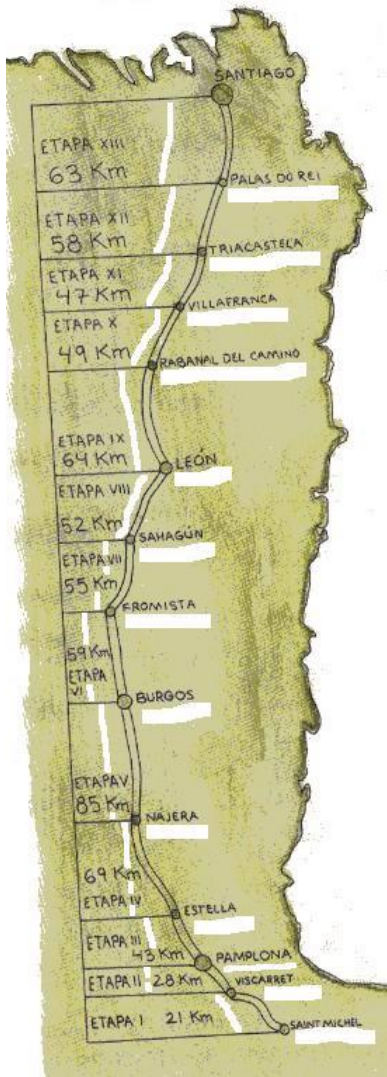 SANTIAGO
ETAPA XIII
63 Km
PALAS DO REI
ETAPA XII
58 Km
TRIACASTELA
ETAPA XI
47 Km
VILLAFRANCA
ETAPA X
49 Km
RABANAL DEL CAMINO
ETAPA IX
64 Km
LEÓN
ETAPA VIII
52 Km
SAHAGÚN
ETAPA VII
55 Km
FROMISTA
59 Km
ETAPA
VI
BURGOS
ETAPA V
85 Km
NÁJERA
69 Km
ETAPA IV
ESTELLA
ETAPA III
43 Km
PAMPLONA
ETAPA II 28 Km
VISCARRET
ETAPA I 21 Km
SAINT MICHEL